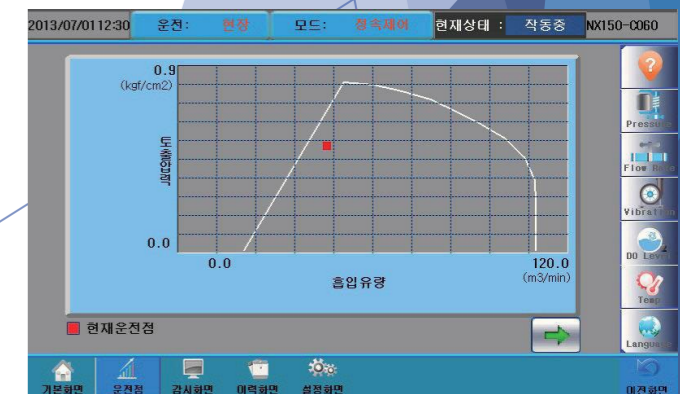 2013/07/01 12:30 운전: 현장 모드: 정속제어 현재상태 : 작동중 NX150-C060
0.9
(kgf/cm2)
토출압력
0.0
0.0 120.0
흡입유량 (m3/min)
현재운전점
Pressure
Flow Rate
Vibration
DO Level
Temp
Language
기본화면 운전점 감시화면 이력화면 설정화면 이전화면